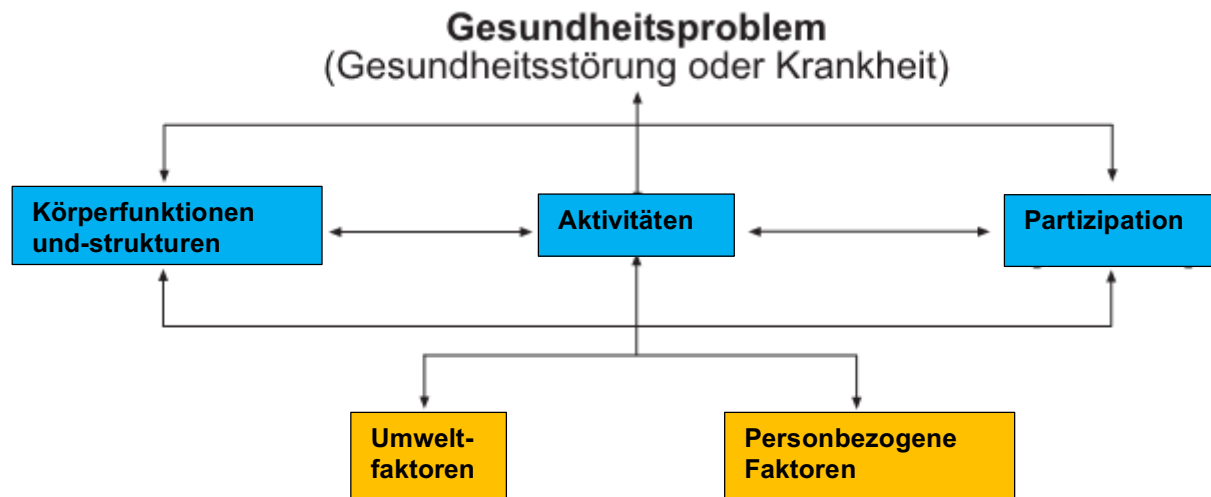 Gesundheitsproblem
(Gesundheitsstörung oder Krankheit)
Körperfunktionen
und-strukturen
Aktivitäten
Partizipation
Umwelt-
faktoren
Personbezogene
Faktoren